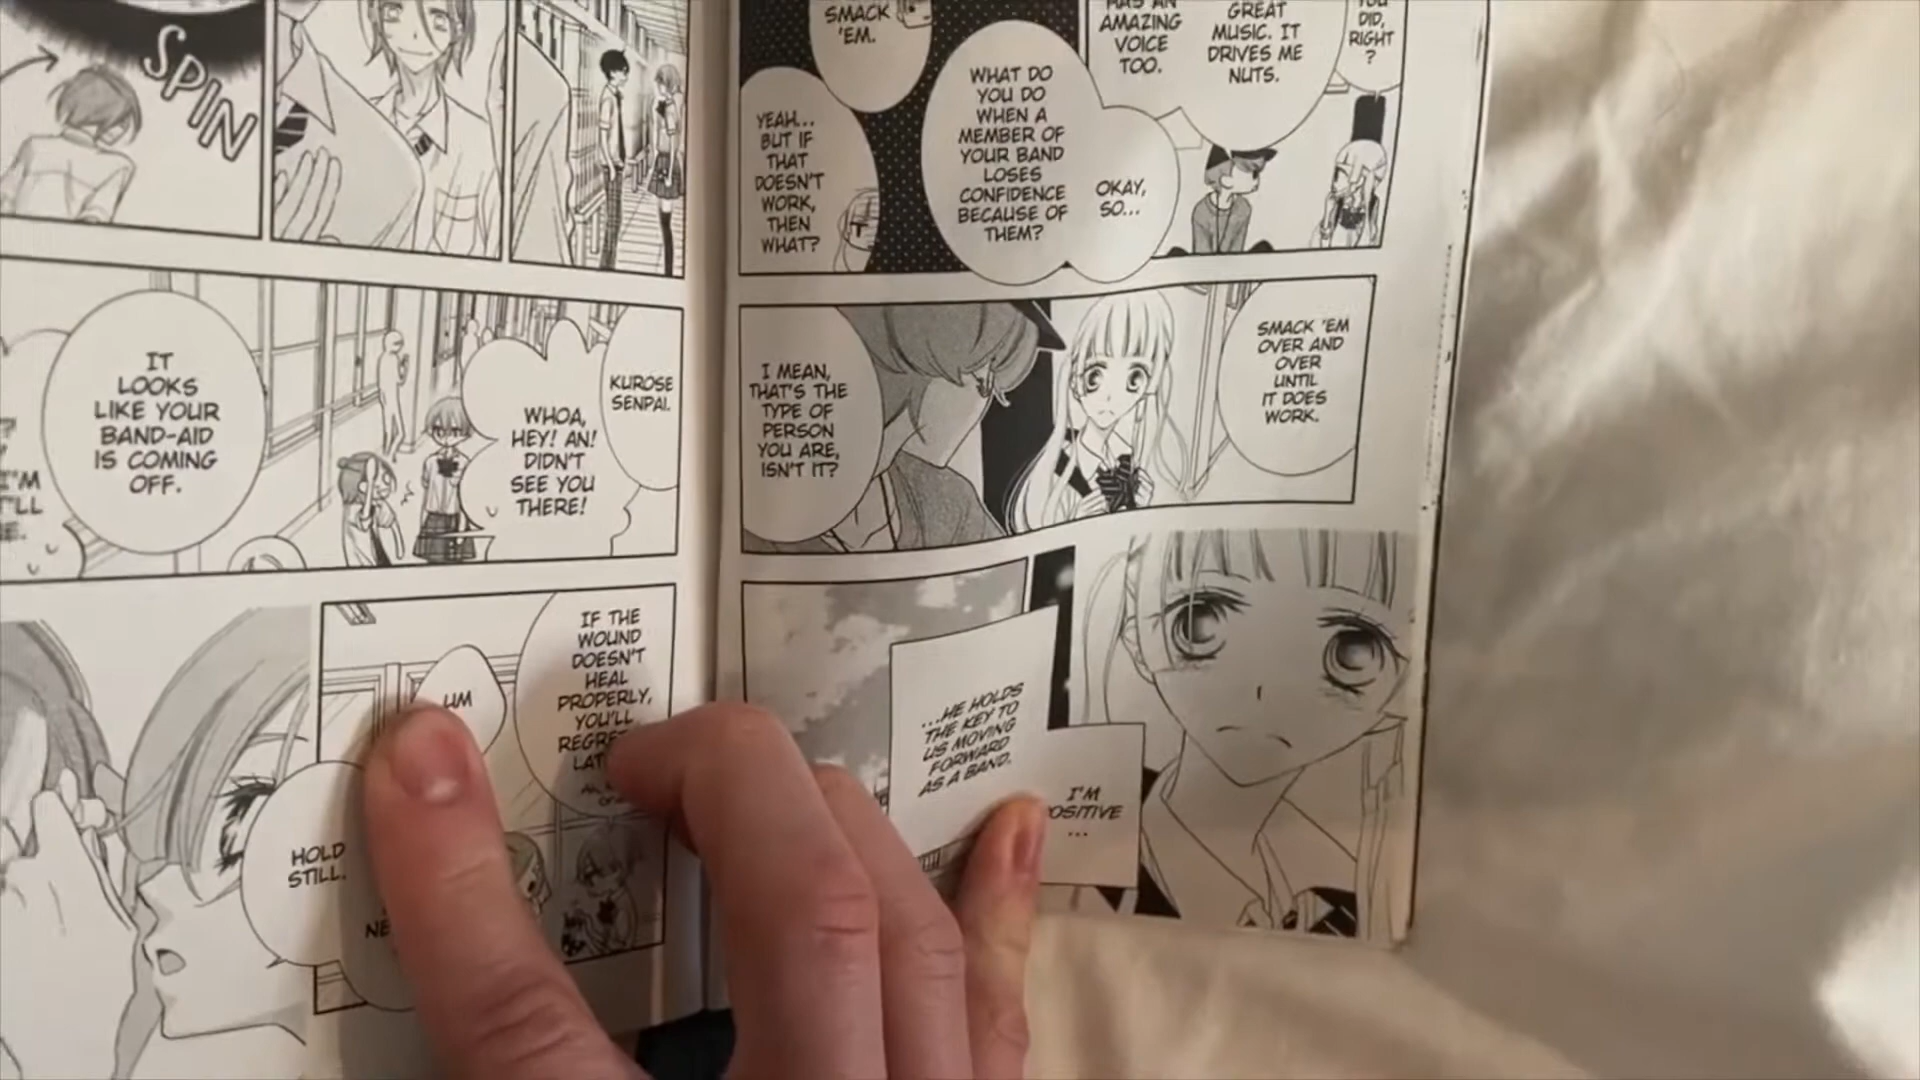 YOU
DID,
RIGHT
?
GREAT
MUSIC. IT
DRIVES ME
NUTS.
HAS AN
AMAZING
VOICE
TOO.
OKAY,
SO...
WHAT DO
YOU DO
WHEN A
MEMBER OF
YOUR BAND
LOSES
CONFIDENCE
BECAUSE OF
THEM?
SMACK
'EM.
YEAH...
BUT IF
THAT
DOESN'T
WORK,
THEN
WHAT?
SMACK 'EM
OVER AND
OVER
UNTIL
IT DOES
WORK.
I MEAN,
THAT'S THE
TYPE OF
PERSON
YOU ARE,
ISN'T IT?
I'M
POSITIVE
...
...HE HOLDS
THE KEY TO
US MOVING
FORWARD
AS A BAND.
SPIN
KUROSE
SENPAI.
WHOA,
HEY! AN!
DIDN'T
SEE YOU
THERE!
IT
LOOKS
LIKE YOUR
BAND-AID
IS COMING
OFF.
I'M
IF THE
WOUND
DOESN'T
HEAL
PROPERLY,
YOU'LL
UM
HOLD
STILL.